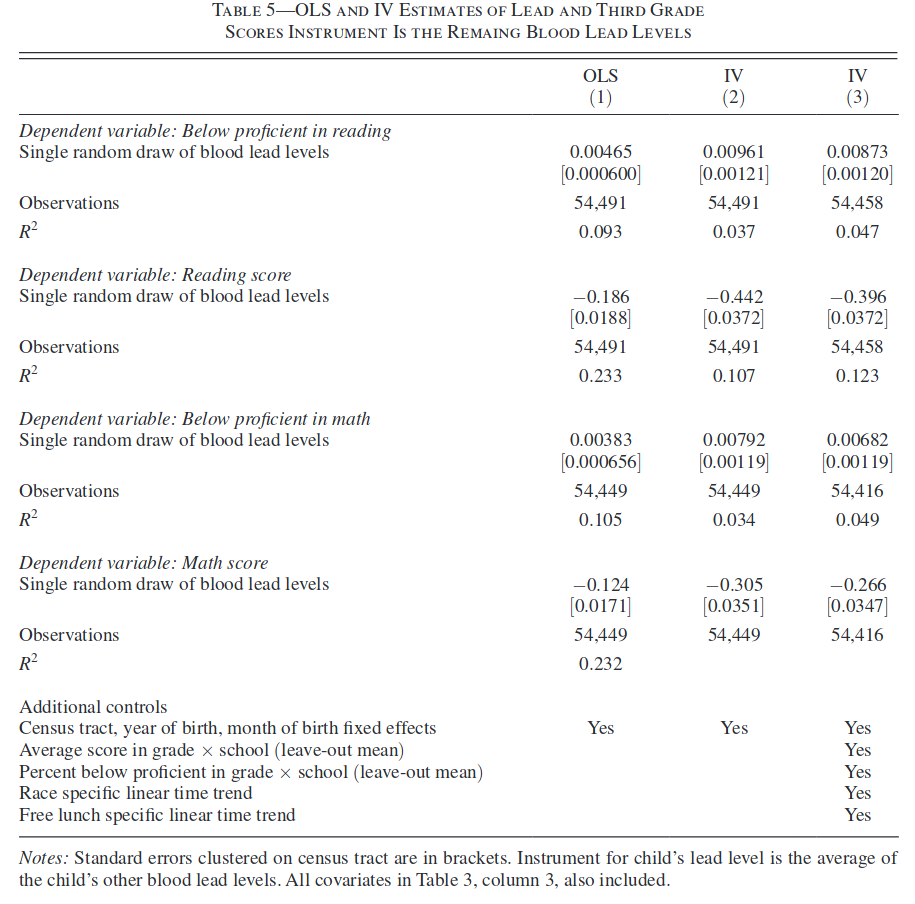 TABLE 5—OLS AND IV ESTIMATES OF LEAD AND THIRD GRADE
SCORES INSTRUMENT IS THE REMAING BLOOD LEAD LEVELS
OLS IV IV
(1) (2) (3)
Dependent variable: Below proficient in reading
Single random draw of blood lead levels 0.00465 0.00961 0.00873
[0.000600] [0.00121] [0.00120]
Observations 54,491 54,491 54,458
R² 0.093 0.037 0.047
Dependent variable: Reading score
Single random draw of blood lead levels −0.186 −0.442 −0.396
[0.0188] [0.0372] [0.0372]
Observations 54,491 54,491 54,458
R² 0.233 0.107 0.123
Dependent variable: Below proficient in math
Single random draw of blood lead levels 0.00383 0.00792 0.00682
[0.000656] [0.00119] [0.00119]
Observations 54,449 54,449 54,416
R² 0.105 0.034 0.049
Dependent variable: Math score
Single random draw of blood lead levels −0.124 −0.305 −0.266
[0.0171] [0.0351] [0.0347]
Observations 54,449 54,449 54,416
R² 0.232
Additional controls
Census tract, year of birth, month of birth fixed effects Yes Yes Yes
Average score in grade × school (leave-out mean) Yes
Percent below proficient in grade × school (leave-out mean) Yes
Race specific linear time trend Yes
Free lunch specific linear time trend Yes
Notes: Standard errors clustered on census tract are in brackets. Instrument for child's lead level is the average of
the child's other blood lead levels. All covariates in Table 3, column 3, also included.